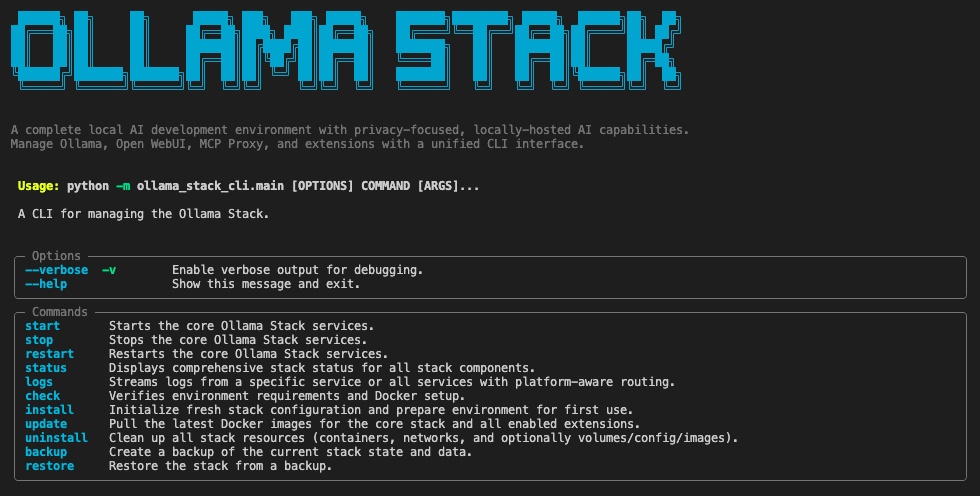 OLLAMA STACK
A complete local AI development environment with privacy-focused, locally-hosted AI capabilities.
Manage Ollama, Open WebUI, MCP Proxy, and extensions with a unified CLI interface.
Usage: python -m ollama_stack_cli.main [OPTIONS] COMMAND [ARGS]...
A CLI for managing the Ollama Stack.
Options
--verbose -v Enable verbose output for debugging.
--help Show this message and exit.
Commands
start Starts the core Ollama Stack services.
stop Stops the core Ollama Stack services.
restart Restarts the core Ollama Stack services.
status Displays comprehensive stack status for all stack components.
logs Streams logs from a specific service or all services with platform-aware routing.
check Verifies environment requirements and Docker setup.
install Initialize fresh stack configuration and prepare environment for first use.
update Pull the latest Docker images for the core stack and all enabled extensions.
uninstall Clean up all stack resources (containers, networks, and optionally volumes/config/images).
backup Create a backup of the current stack state and data.
restore Restore the stack from a backup.